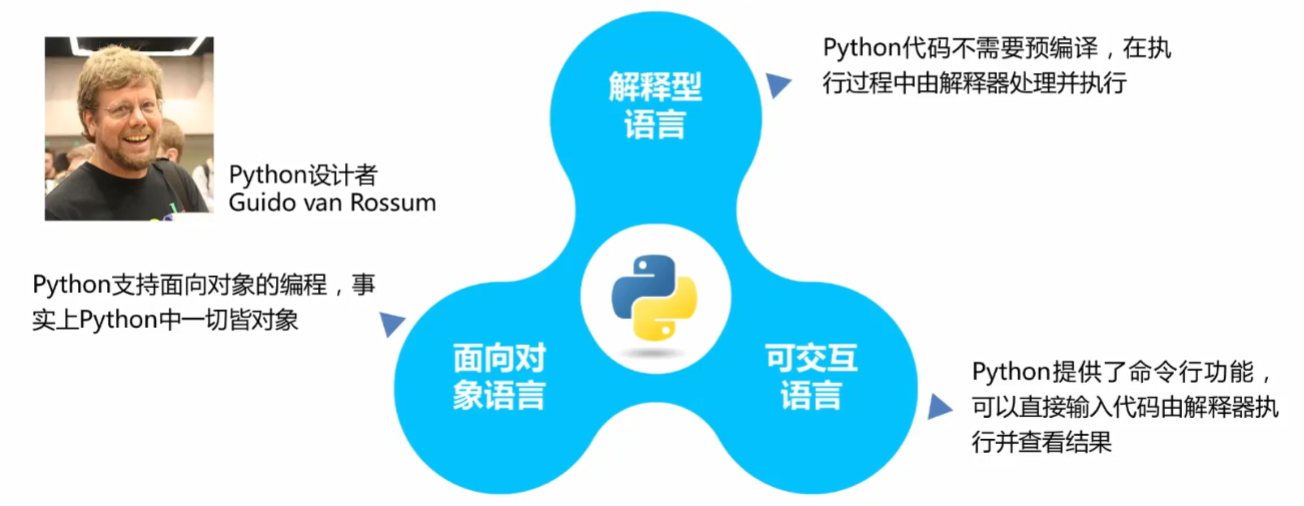 解释型
语言
Python代码不需要预编译，在执
行过程中由解释器处理并执行
Python设计者
Guido van Rossum
Python支持面向对象的编程，事
实上Python中一切皆对象
面向对
象语言
可交互
语言
Python提供了命令行功能，
可以直接输入代码由解释器执
行并查看结果